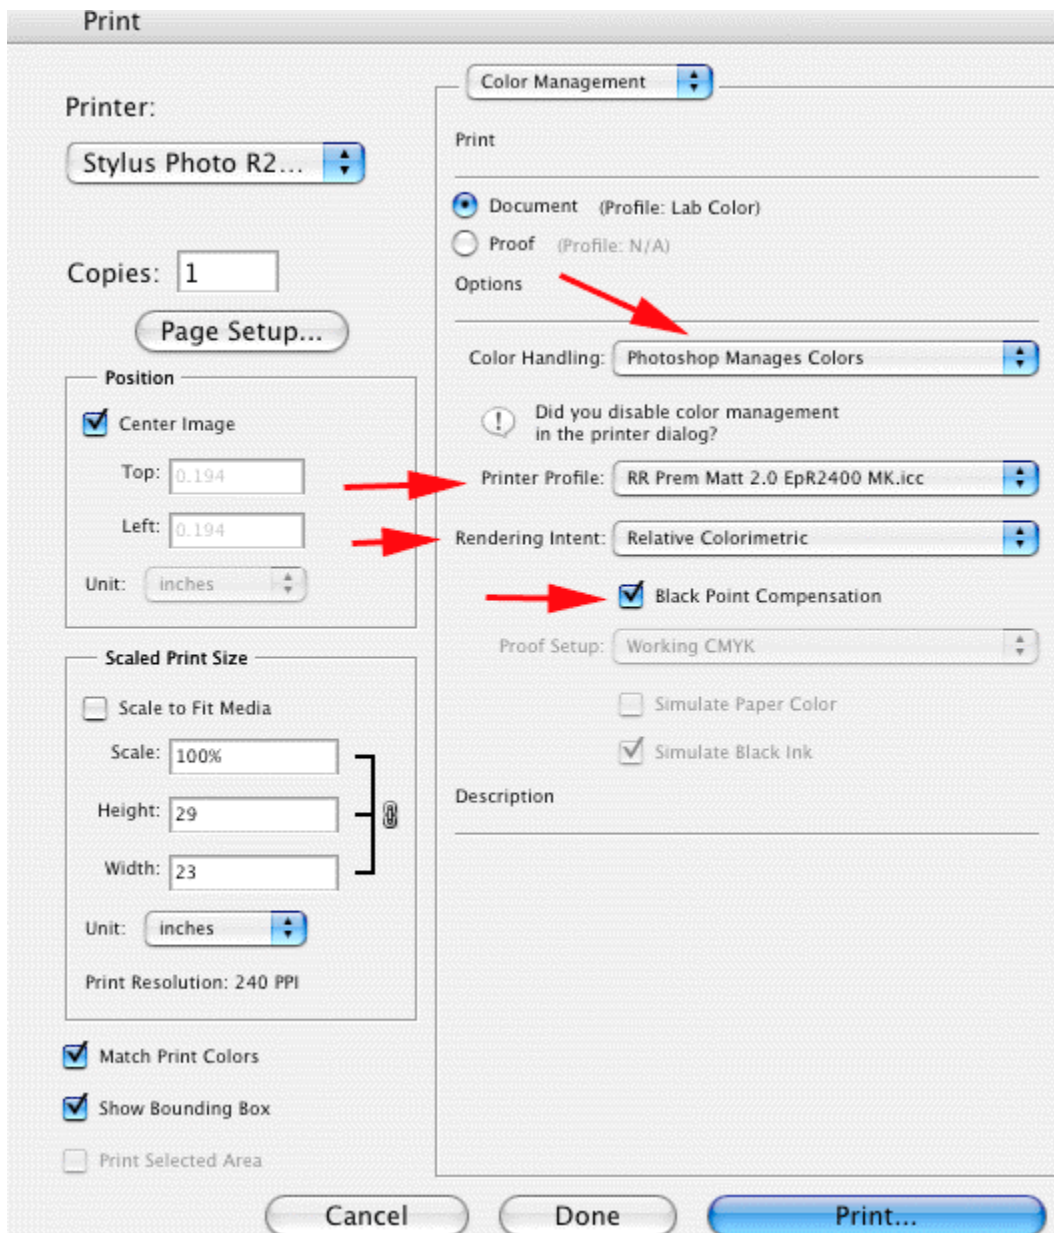 Print
Printer:
Stylus Photo R2...
Copies: 1
Page Setup...
Position
Center Image
Top: 0.194
Left: 0.194
Unit: inches
Scaled Print Size
Scale to Fit Media
Scale: 100%
Height: 29
Width: 23
Unit: inches
Print Resolution: 240 PPI
Match Print Colors
Show Bounding Box
Print Selected Area
Color Management
Print
Document (Profile: Lab Color)
Proof (Profile: N/A)
Options
Color Handling: Photoshop Manages Colors
Did you disable color management
in the printer dialog?
Printer Profile: RR Prem Matt 2.0 EpR2400 MK.icc
Rendering Intent: Relative Colorimetric
Black Point Compensation
Proof Setup: Working CMYK
Simulate Paper Color
Simulate Black Ink
Description
Cancel
Done
Print...